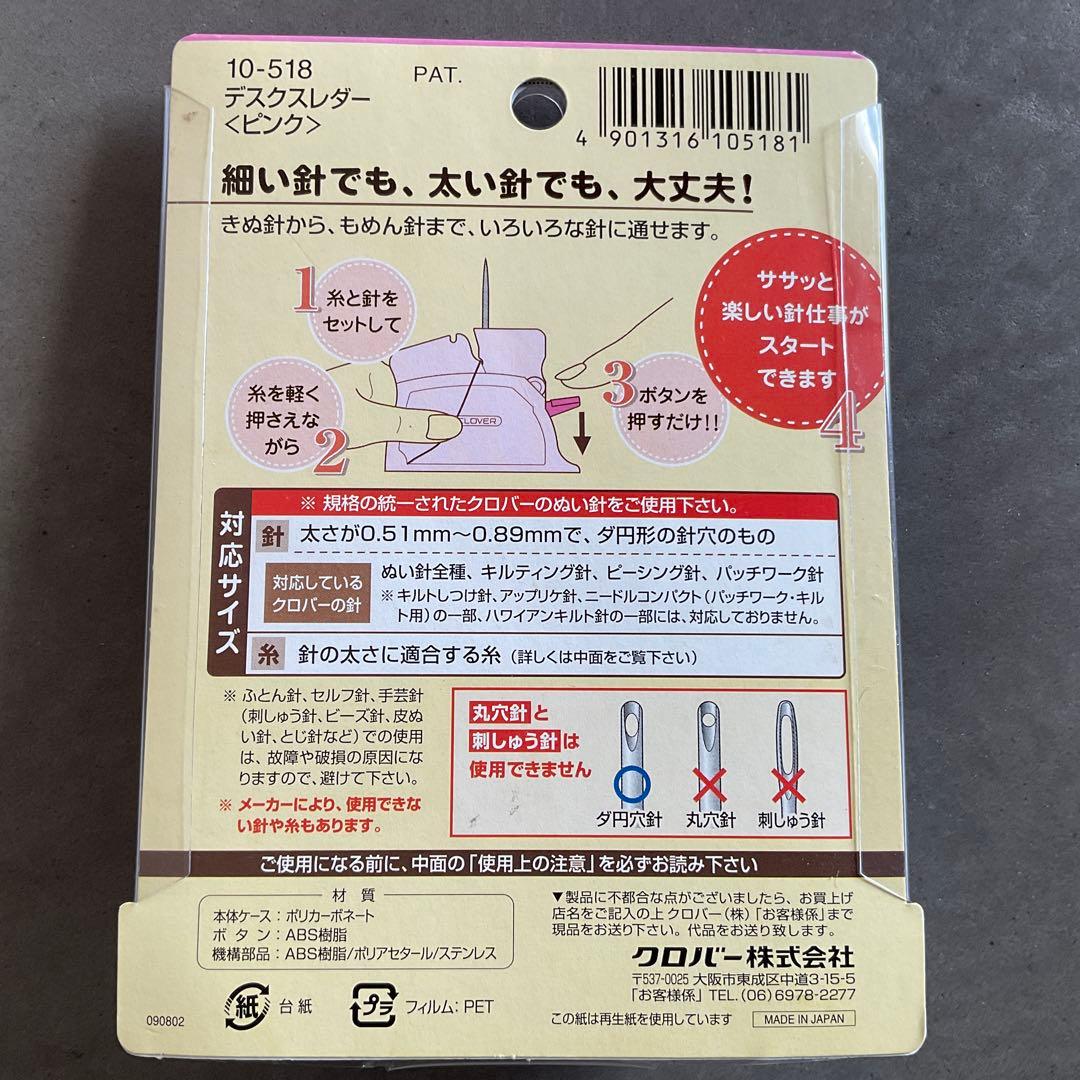 10-518
デスクスレダー
<ピンク>
PAT.
4 901316 105181
細い針でも、太い針でも、大丈夫!
きぬ針から、もめん針まで、いろいろな針に通せます。
1
糸と針を
セットして
糸を軽く
押さえな
がら
2
CLOVER
3
ボタンを
押すだけ!!
ササッと
楽しい針仕事が
スタート
できます
4
対応サイズ
※ 規格の統一されたクロバーのぬい針をご使用下さい。
針
太さが0.51mm〜0.89mmで、ダ円形の針穴のもの
対応している
クロバーの針
ぬい針全種、キルティング針、ピーシング針、パッチワーク針
※ キルトしつけ針、アップリケ針、ニードルコンパクト(パッチワーク・キル
ト用)の一部、ハワイアンキルト針の一部には、対応しておりません。
糸
針の太さに適合する糸(詳しくは中面をご覧下さい)
※ ふとん針、セルフ針、手芸針
(刺しゅう針、ビーズ針、皮ぬ
い針、とじ針など)での使用
は、故障や破損の原因にな
りますので、避けて下さい。
※ メーカーにより、使用できな
い針や糸もあります。
丸穴針と
刺しゅう針は
使用できません
ダ円穴針
丸穴針
刺しゅう針
ご使用になる前に、中面の「使用上の注意」を必ずお読み下さい
材質
本体ケース:ポリカーボネート
ボタン:ABS樹脂
機構部品:ABS樹脂/ポリアセタール/ステンレス
▼製品に不都合な点がございましたら、お買上げ
店名をご記入の上 クロバー(株)「お客様係」まで
現品をお送り下さい。代品をお送り致します。
クロバー株式会社
〒537-0025 大阪市東成区中道3-15-5
「お客様係」TEL.(06)6978-2277
この紙は再生紙を使用しています
MADE IN JAPAN
090802
紙
台紙
プラ
フィルム:PET